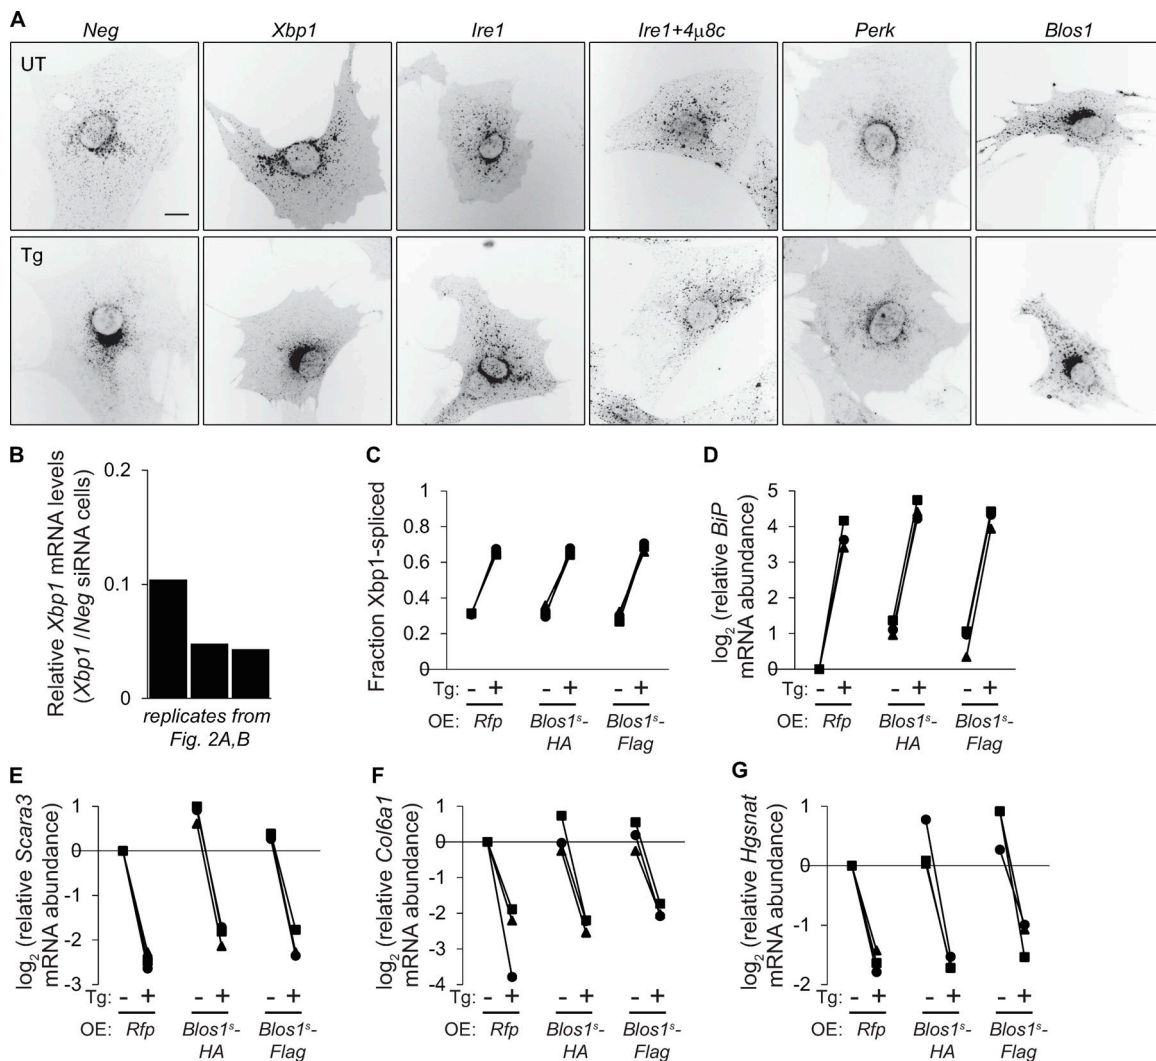 A
Neg Xbp1 Ire1 Ire1+4μ8c Perk Blos1
UT
Tg
B
Relative Xbp1 mRNA levels
(Xbp1 /Neg siRNA cells)
0.2
0.1
0
replicates from
Fig. 2A,B
C
Fraction Xbp1-spliced
1
0.8
0.6
0.4
0.2
0
Tg: - + - + - +
OE: Rfp Blos1ˢ- Blos1ˢ-
HA Flag
D
log₂ (relative BiP
mRNA abundance)
5
4
3
2
1
0
Tg: - + - + - +
OE: Rfp Blos1ˢ- Blos1ˢ-
HA Flag
E
log₂ (relative Scara3
mRNA abundance)
1
0
-1
-2
-3
Tg: - + - + - +
OE: Rfp Blos1ˢ- Blos1ˢ-
HA Flag
F
log₂ (relative Col6a1
mRNA abundance)
1
0
-1
-2
-3
-4
Tg: - + - + - +
OE: Rfp Blos1ˢ- Blos1ˢ-
HA Flag
G
log₂ (relative Hgsnat
mRNA abundance)
1
0
-1
-2
Tg: - + - + - +
OE: Rfp Blos1ˢ- Blos1ˢ-
HA Flag